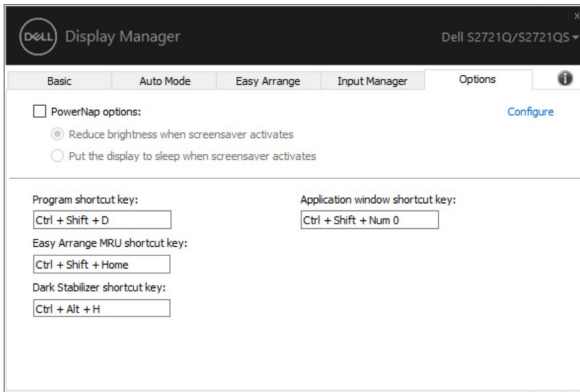 x
DELL Display Manager Dell S2721Q/S2721QS
Basic Auto Mode Easy Arrange Input Manager Options i
PowerNap options: Configure
Reduce brightness when screensaver activates
Put the display to sleep when screensaver activates
Program shortcut key: Application window shortcut key:
Ctrl + Shift + D Ctrl + Shift + Num 0
Easy Arrange MRU shortcut key:
Ctrl + Shift + Home
Dark Stabilizer shortcut key:
Ctrl + Alt + H